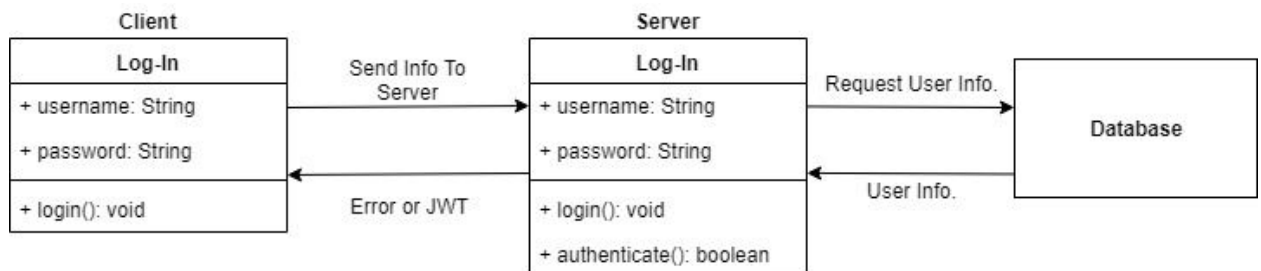 Client
Log-In
+ username: String
+ password: String
+ login(): void
Send Info To
Server
Error or JWT
Server
Log-In
+ username: String
+ password: String
+ login(): void
+ authenticate(): boolean
Request User Info.
User Info.
Database